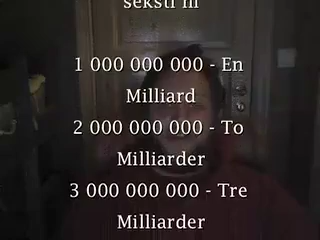 seksti ni
1 000 000 000 - En
Milliard
2 000 000 000 - To
Milliarder
3 000 000 000 - Tre
Milliarder